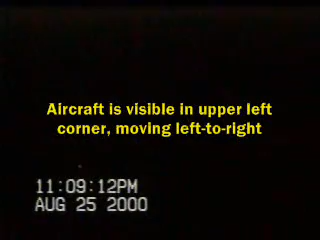 Aircraft is visible in upper left
corner, moving left-to-right
11:09:12PM
AUG 25 2000